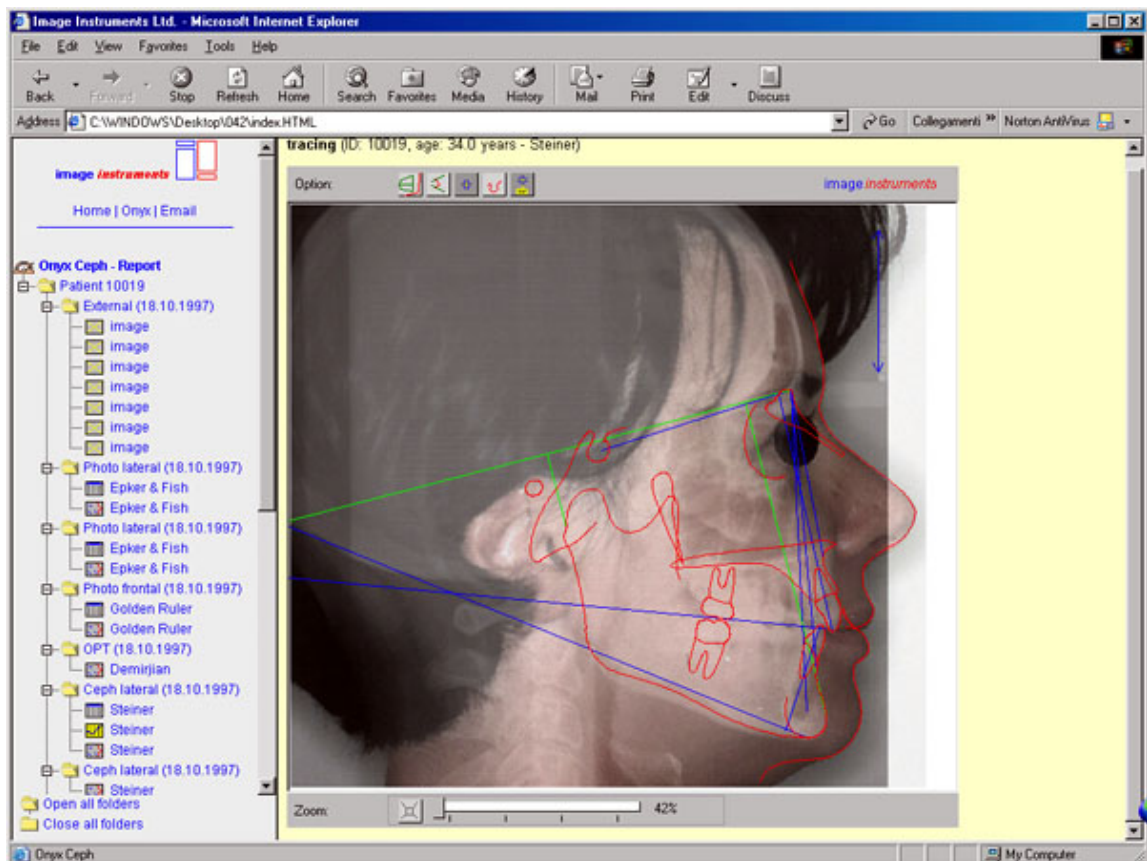 Image Instruments Ltd. - Microsoft Internet Explorer
File Edit View Favorites Tools Help
Back Forward Stop Refresh Home Search Favorites Media History Mail Print Edit Discuss
Address C:\WINDOWS\Desktop\042\index.HTML Go Collegamenti » Norton AntiVirus
image instruments
Home | Onyx | Email
Onyx Ceph - Report
Patient 10019
External (18.10.1997)
image
image
image
image
image
image
image
Photo lateral (18.10.1997)
Epker & Fish
Epker & Fish
Photo lateral (18.10.1997)
Epker & Fish
Epker & Fish
Photo frontal (18.10.1997)
Golden Ruler
Golden Ruler
OPT (18.10.1997)
Demirjian
Ceph lateral (18.10.1997)
Steiner
Steiner
Steiner
Ceph lateral (18.10.1997)
Steiner
Open all folders
Close all folders
tracing (ID: 10019, age: 34.0 years - Steiner)
Option: image.instruments
Zoom: 42%
Onyx Ceph My Computer